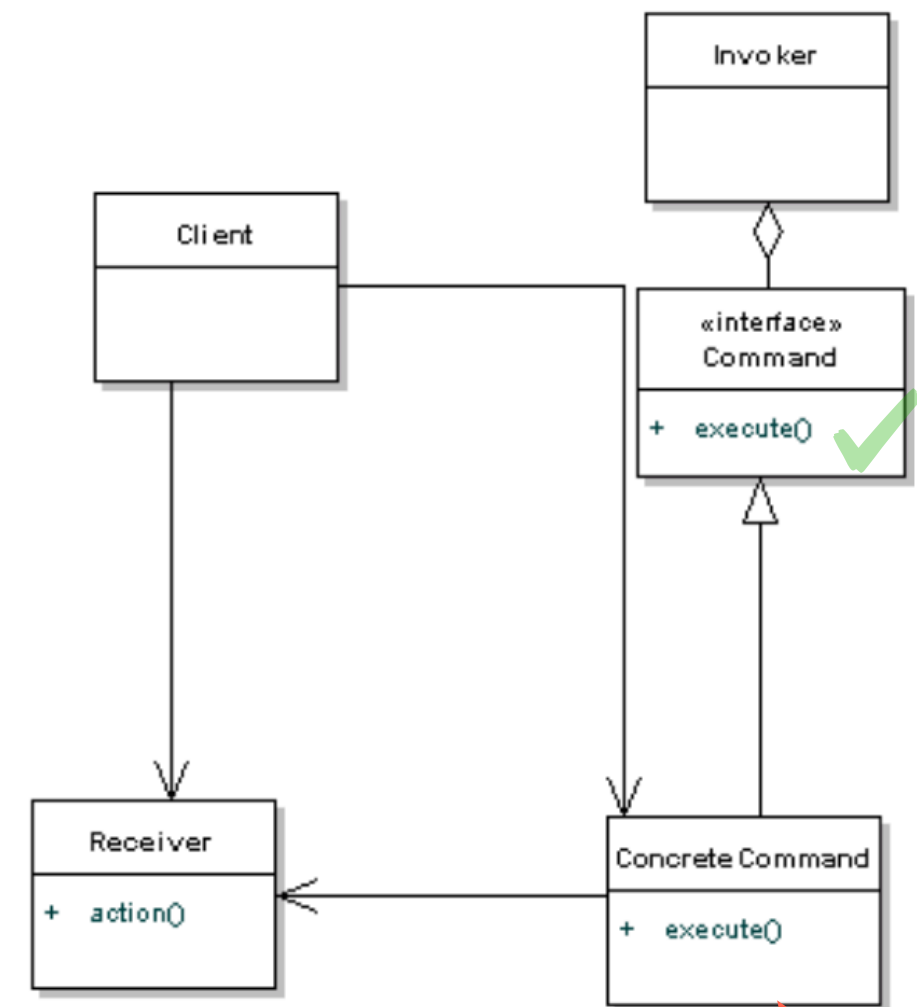 Invoker
Client
«interface»
Command
+ execute()
Receiver
+ action()
Concrete Command
+ execute()